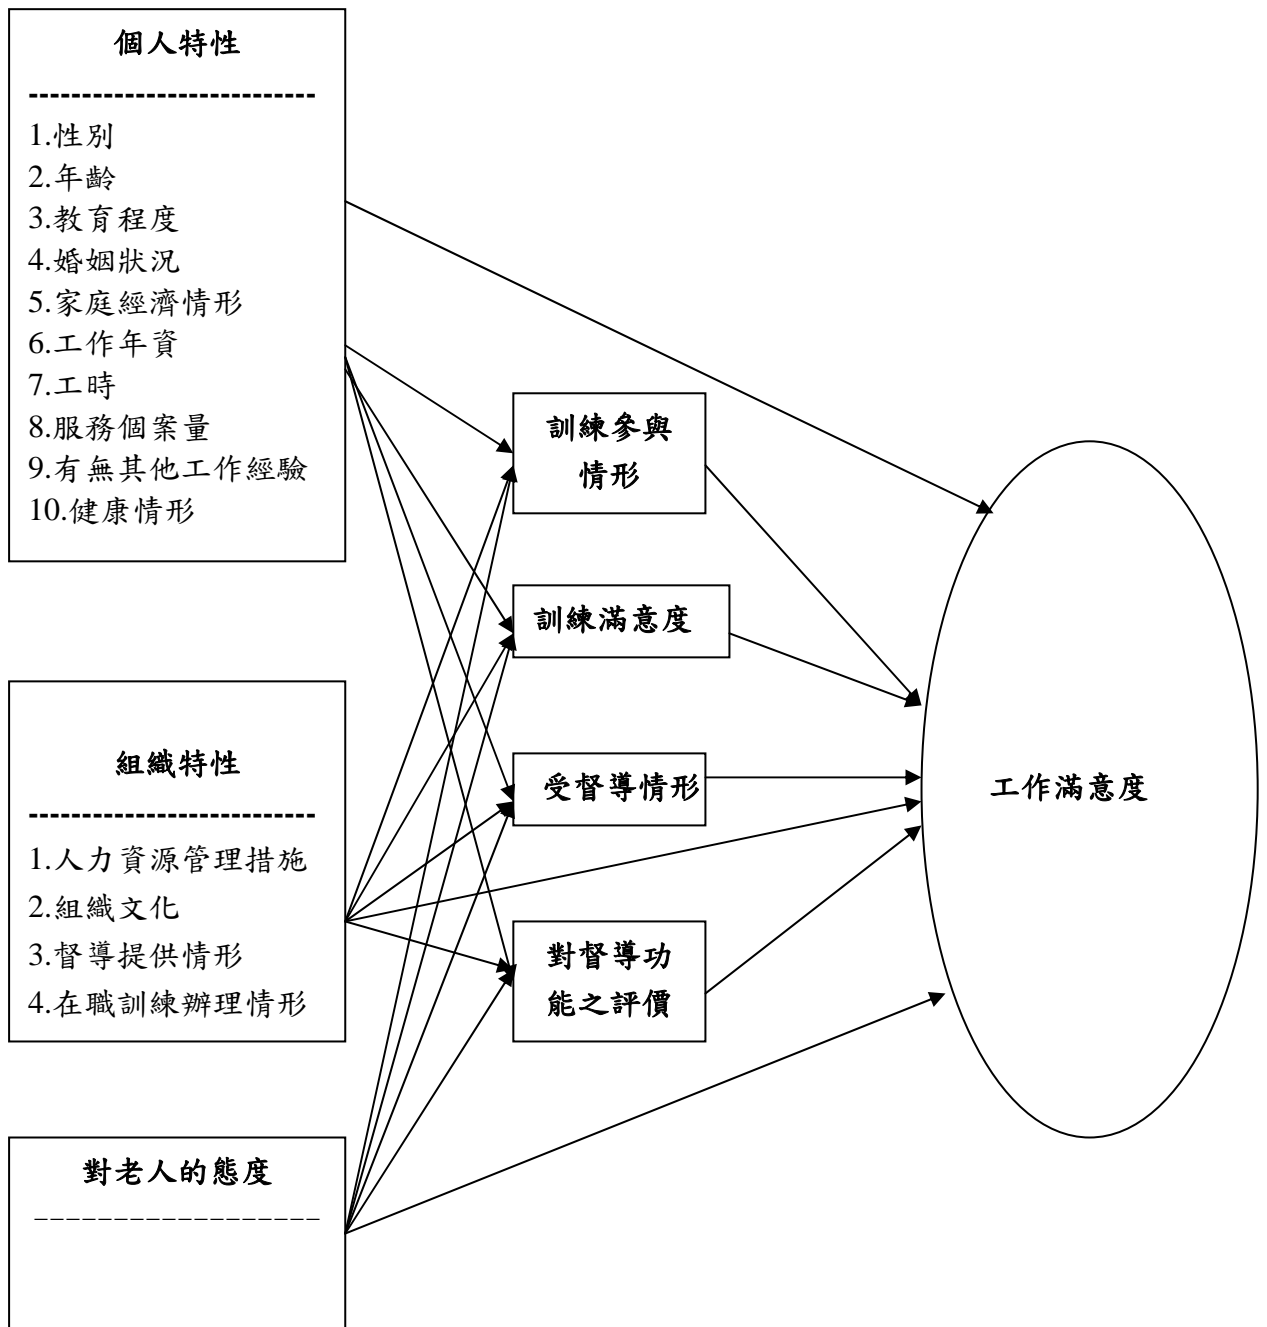 個人特性
---------------------------
1.性別
2.年齡
3.教育程度
4.婚姻狀況
5.家庭經濟情形
6.工作年資
7.工時
8.服務個案量
9.有無其他工作經驗
10.健康情形
訓練參與
情形
訓練滿意度
組織特性
---------------------------
1.人力資源管理措施
2.組織文化
3.督導提供情形
4.在職訓練辦理情形
受督導情形
對督導功
能之評價
工作滿意度
對老人的態度